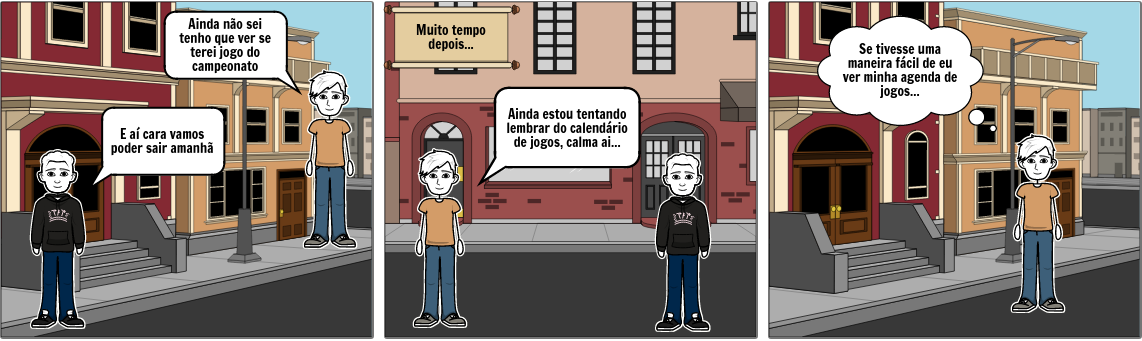 Ainda não sei
tenho que ver se
terei jogo do
campeonato
E aí cara vamos
poder sair amanhã
Muito tempo
depois...
Ainda estou tentando
lembrar do calendário
de jogos, calma ai...
Se tivesse uma
maneira fácil de eu
ver minha agenda de
jogos...